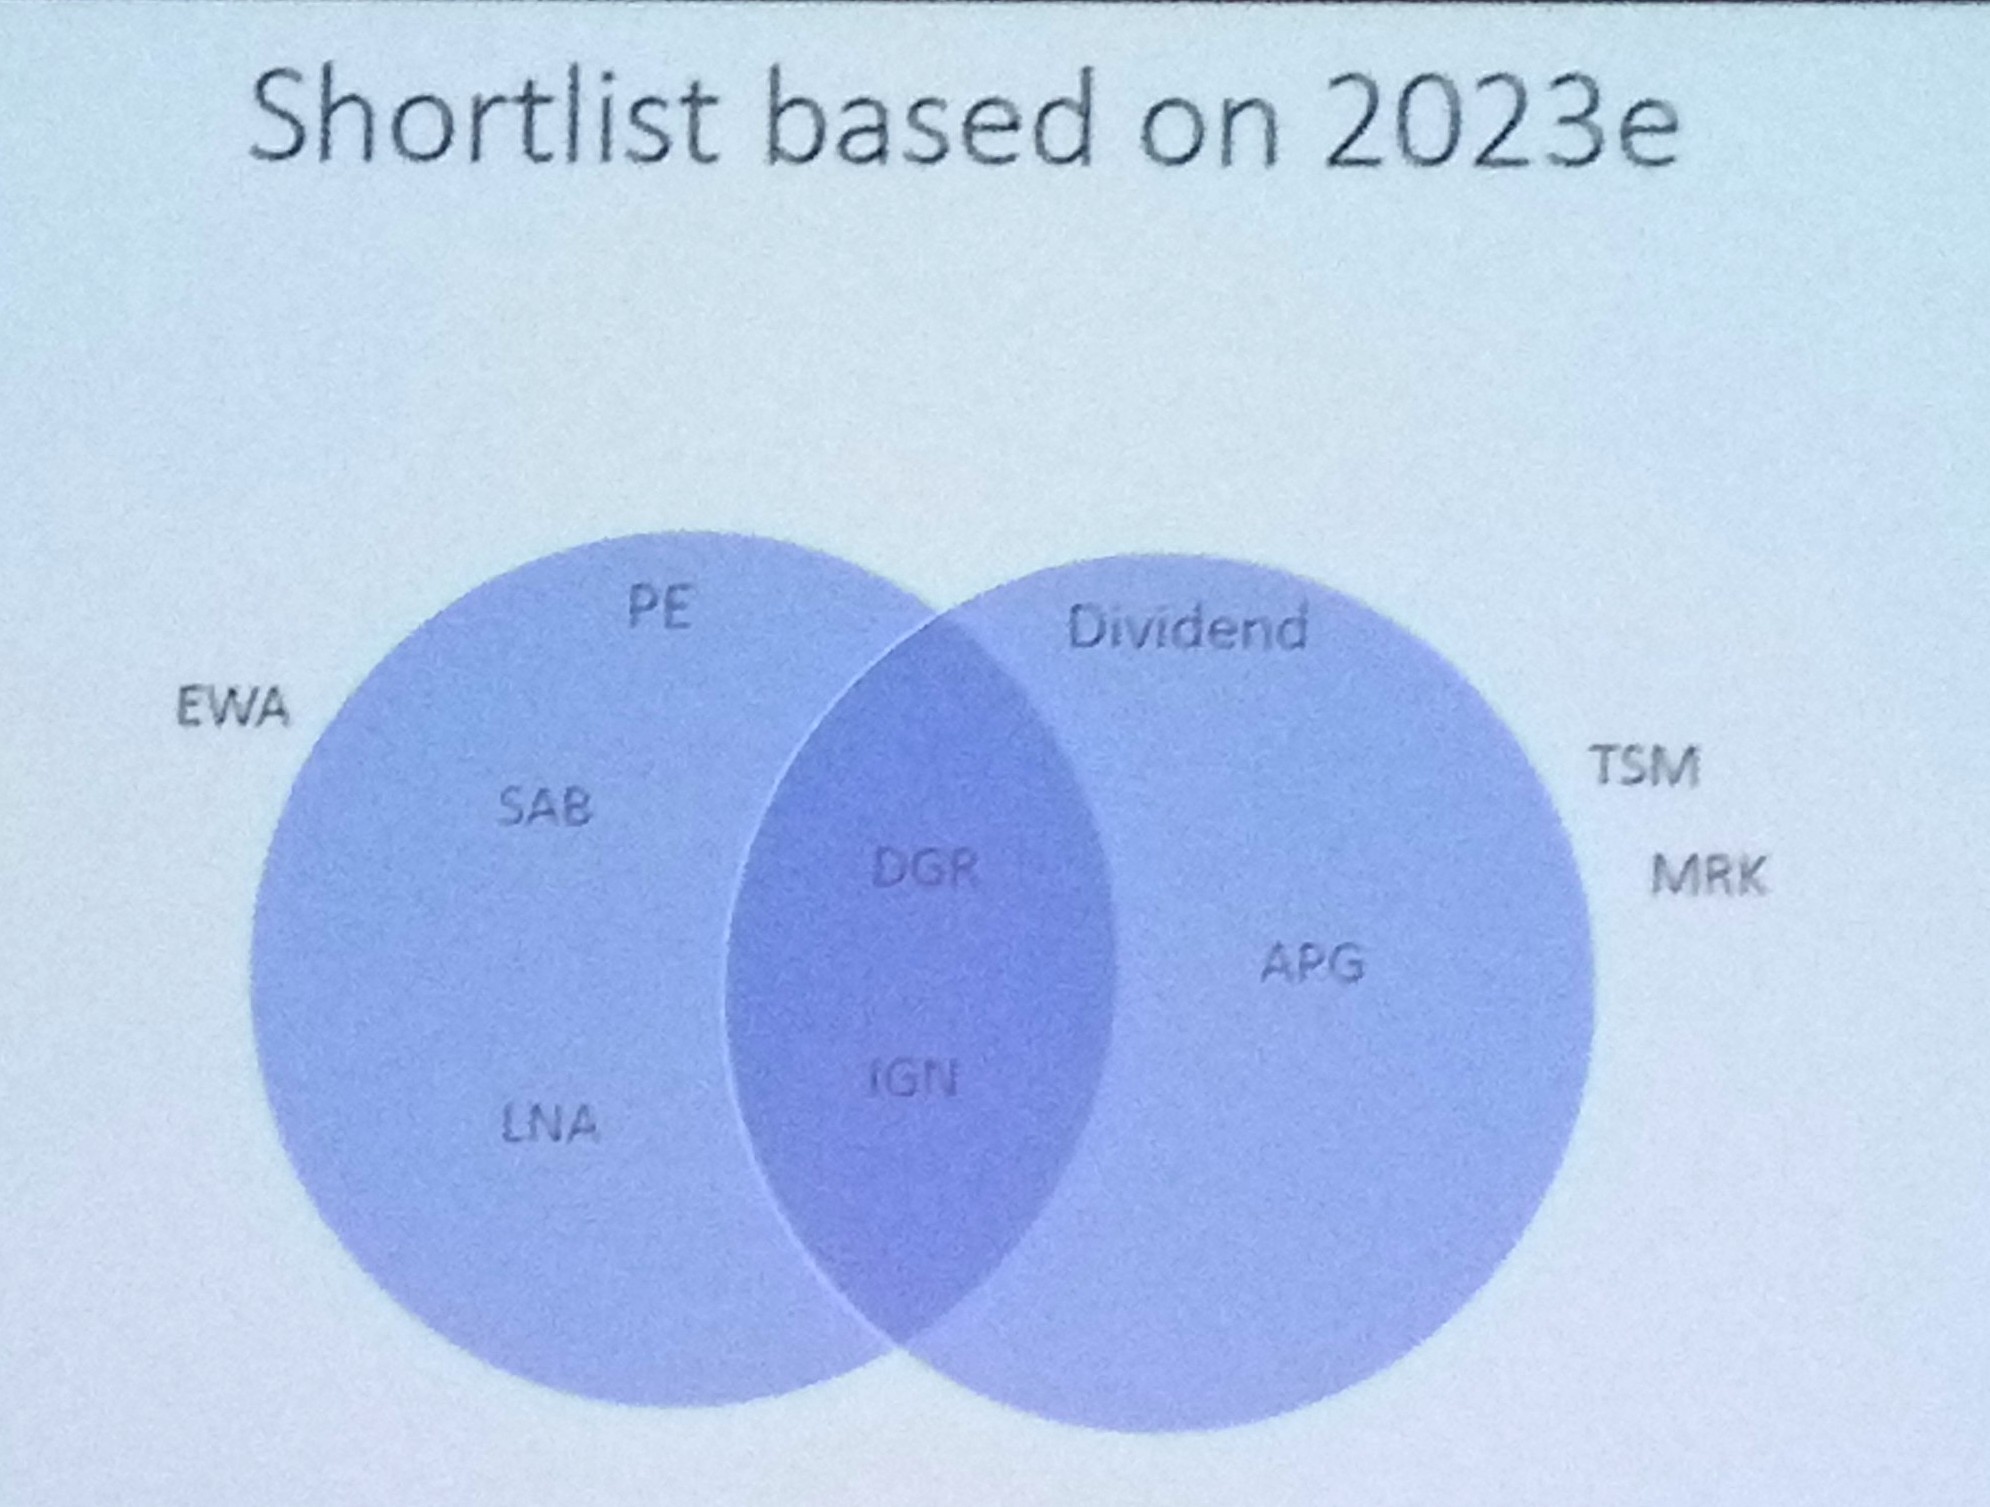 Shortlist based on 2023e
PE
Dividend
EWA
TSM
SAB
DGR
MRK
APG
IGN
LNA